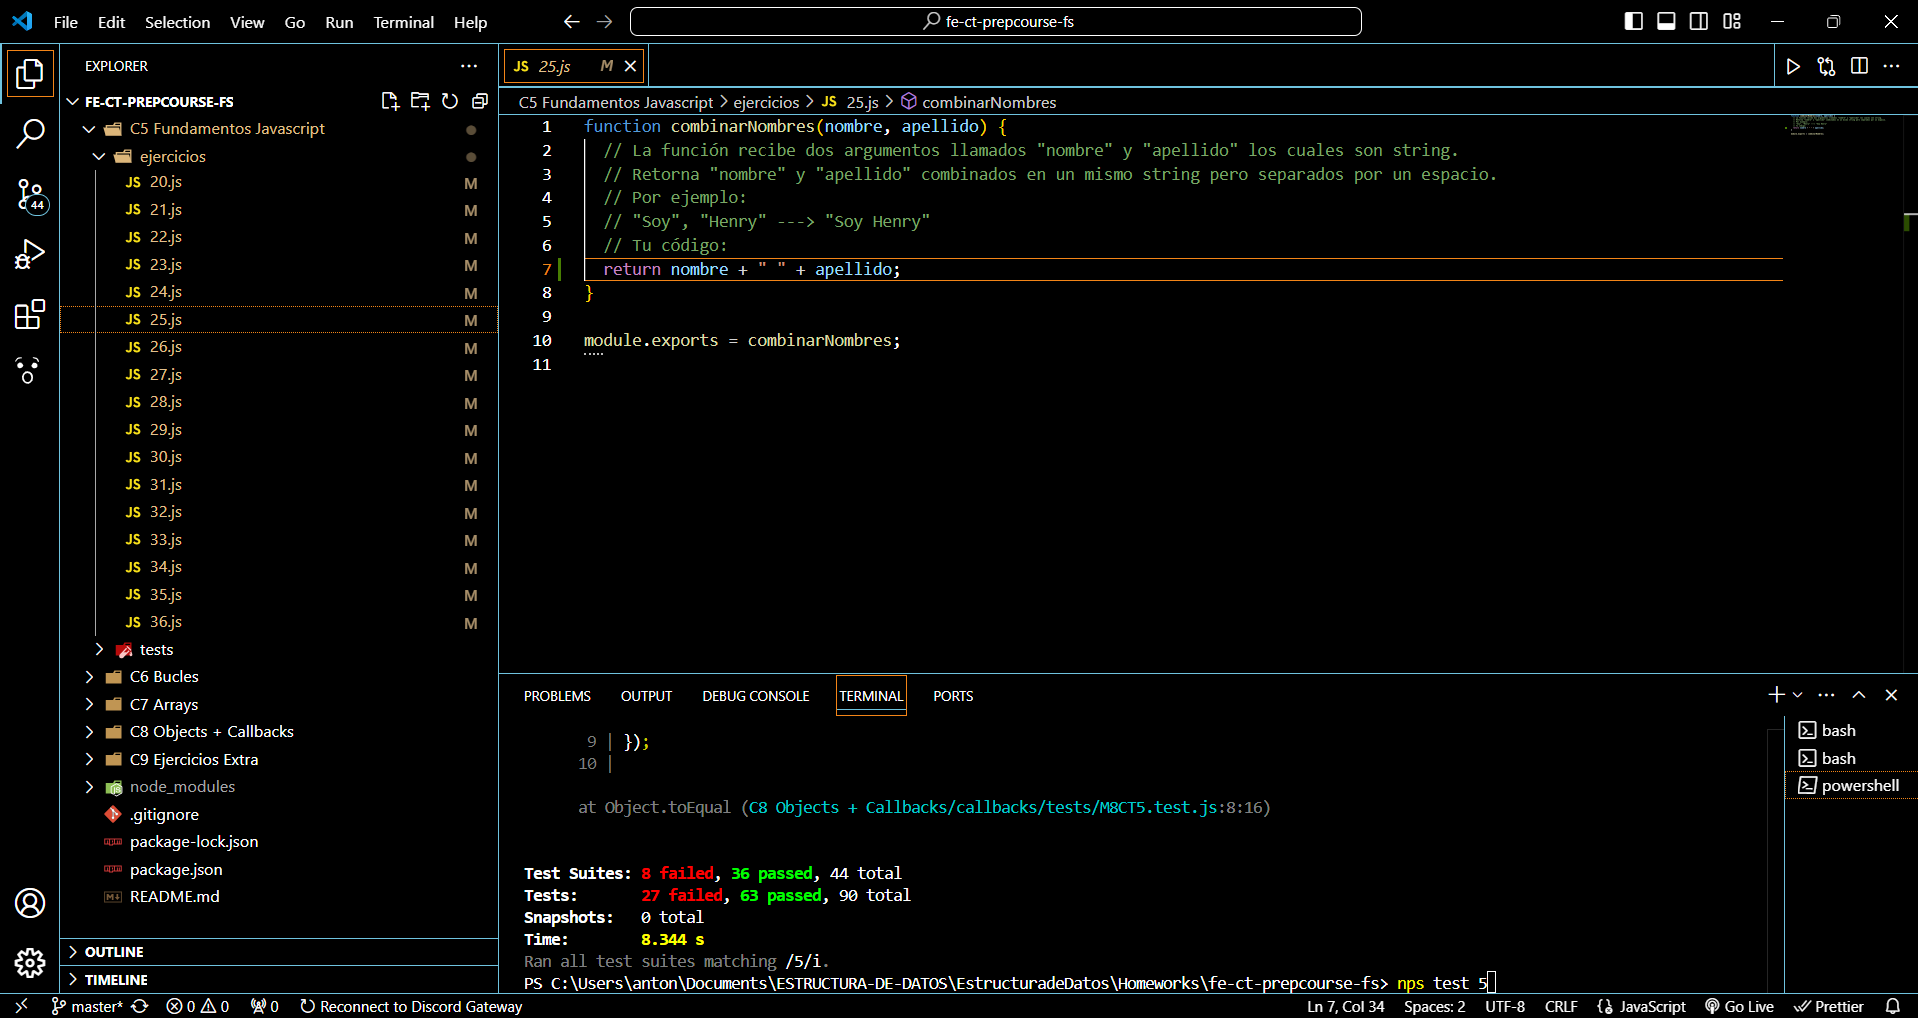 File Edit Selection View Go Run Terminal Help
fe-ct-prepcourse-fs
EXPLORER
FE-CT-PREPCOURSE-FS
C5 Fundamentos Javascript
ejercicios
JS 20.js M
JS 21.js M
JS 22.js M
JS 23.js M
JS 24.js M
JS 25.js M
JS 26.js M
JS 27.js M
JS 28.js M
JS 29.js M
JS 30.js M
JS 31.js M
JS 32.js M
JS 33.js M
JS 34.js M
JS 35.js M
JS 36.js M
tests
C6 Bucles
C7 Arrays
C8 Objects + Callbacks
C9 Ejercicios Extra
node_modules
.gitignore
package-lock.json
package.json
README.md
OUTLINE
TIMELINE
44
JS 25.js M
C5 Fundamentos Javascript > ejercicios > JS 25.js > combinarNombres
1 function combinarNombres(nombre, apellido) {
2 // La función recibe dos argumentos llamados "nombre" y "apellido" los cuales son string.
3 // Retorna "nombre" y "apellido" combinados en un mismo string pero separados por un espacio.
4 // Por ejemplo:
5 // "Soy", "Henry" ---> "Soy Henry"
6 // Tu código:
7 return nombre + " " + apellido;
8 }
9
10 module.exports = combinarNombres;
11
PROBLEMS OUTPUT DEBUG CONSOLE TERMINAL PORTS
9 | });
10 |
at Object.toEqual (C8 Objects + Callbacks/callbacks/tests/M8CT5.test.js:8:16)
Test Suites: 8 failed, 36 passed, 44 total
Tests: 27 failed, 63 passed, 90 total
Snapshots: 0 total
Time: 8.344 s
Ran all test suites matching /5/i.
PS C:\Users\anton\Documents\ESTRUCTURA-DE-DATOS\EstructuradeDatos\Homeworks\fe-ct-prepcourse-fs> nps test 5
bash
bash
powershell
master* 0 0 0 Reconnect to Discord Gateway
Ln 7, Col 34 Spaces: 2 UTF-8 CRLF {} JavaScript Go Live Prettier